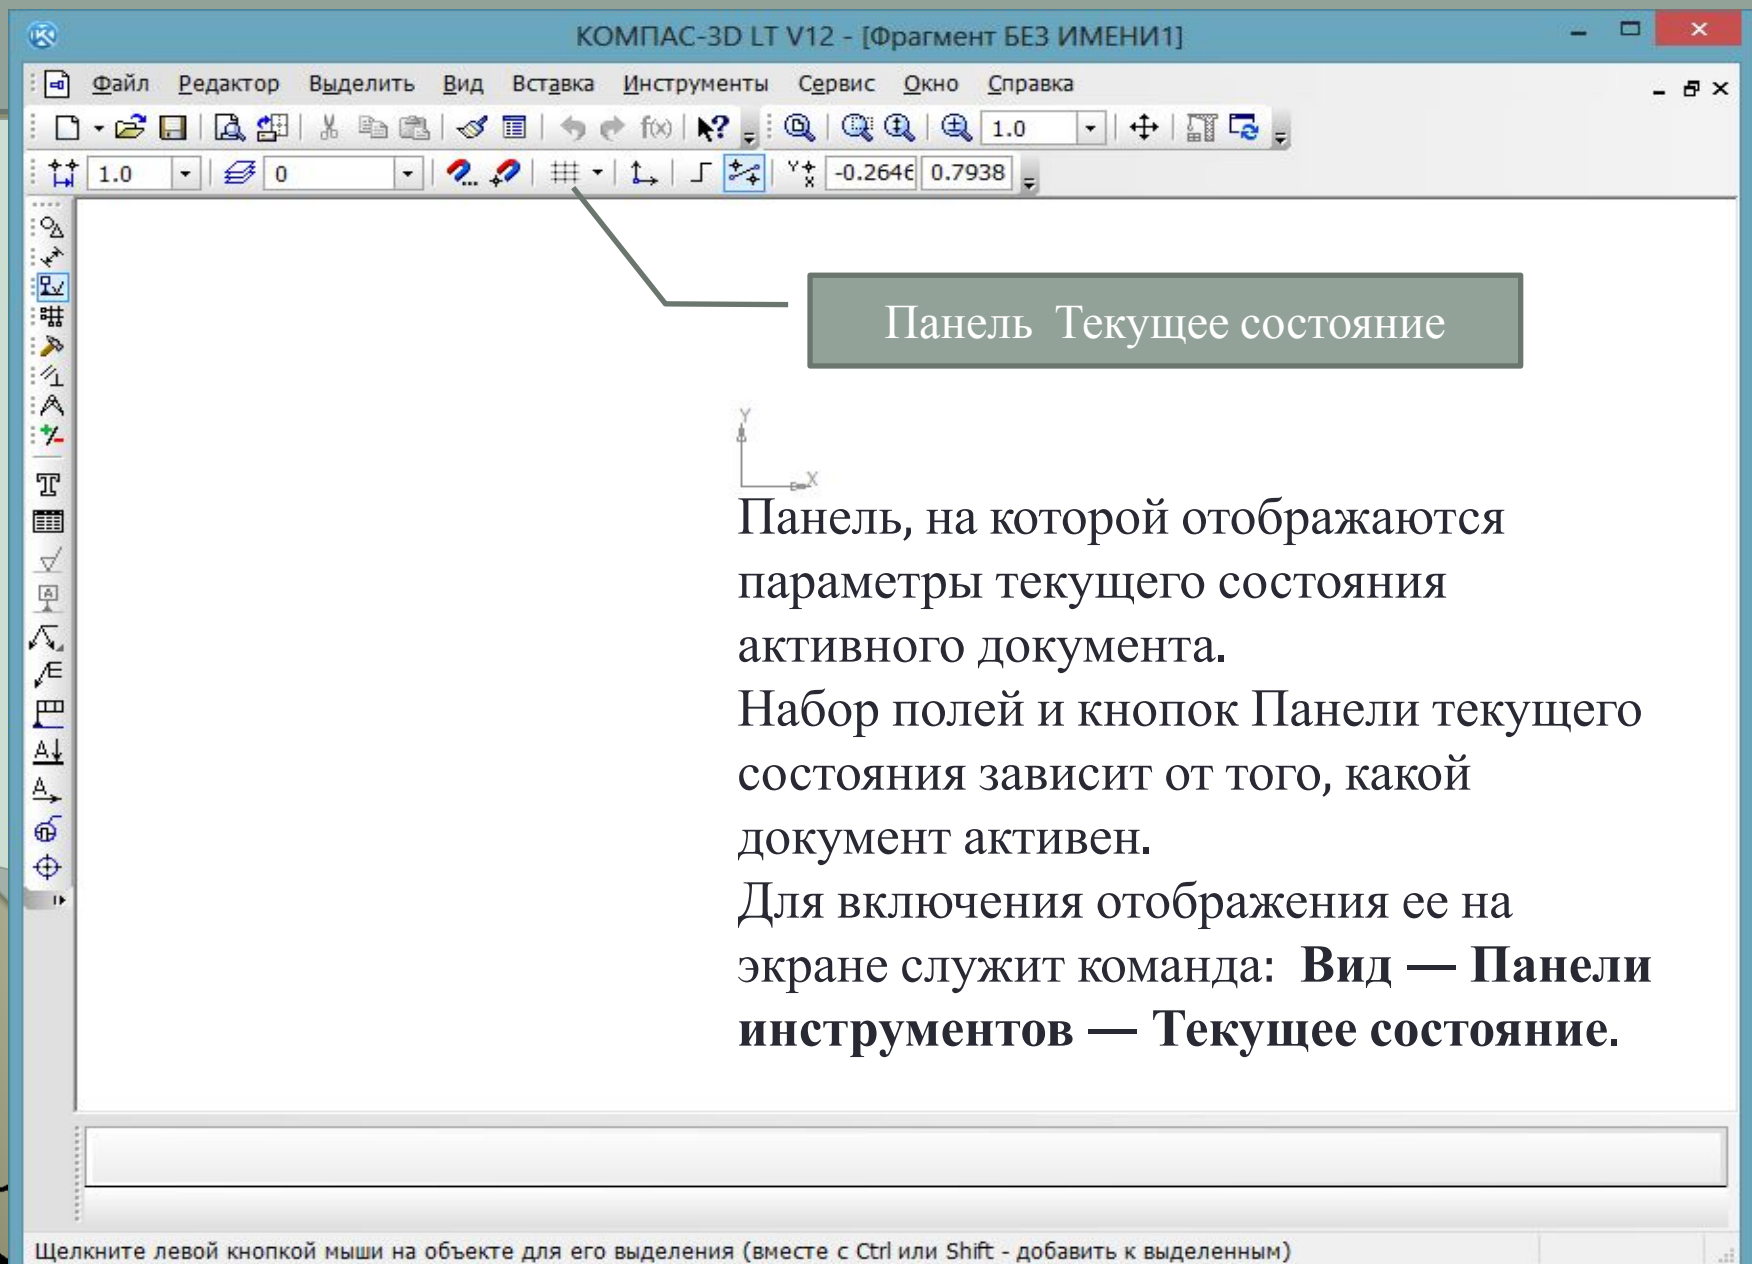 КОМПАС-3D LT V12 - [Фрагмент БЕЗ ИМЕНИ1]
Файл Редактор Выделить Вид Вставка Инструменты Сервис Окно Справка
f(x) ? 1.0
1.0 0 Y X -0.2646 0.7938
Панель Текущее состояние
Y
X
Панель, на которой отображаются
параметры текущего состояния
активного документа.
Набор полей и кнопок Панели текущего
состояния зависит от того, какой
документ активен.
Для включения отображения ее на
экране служит команда: Вид — Панели
инструментов — Текущее состояние.
Щелкните левой кнопкой мыши на объекте для его выделения (вместе с Ctrl или Shift - добавить к выделенным)